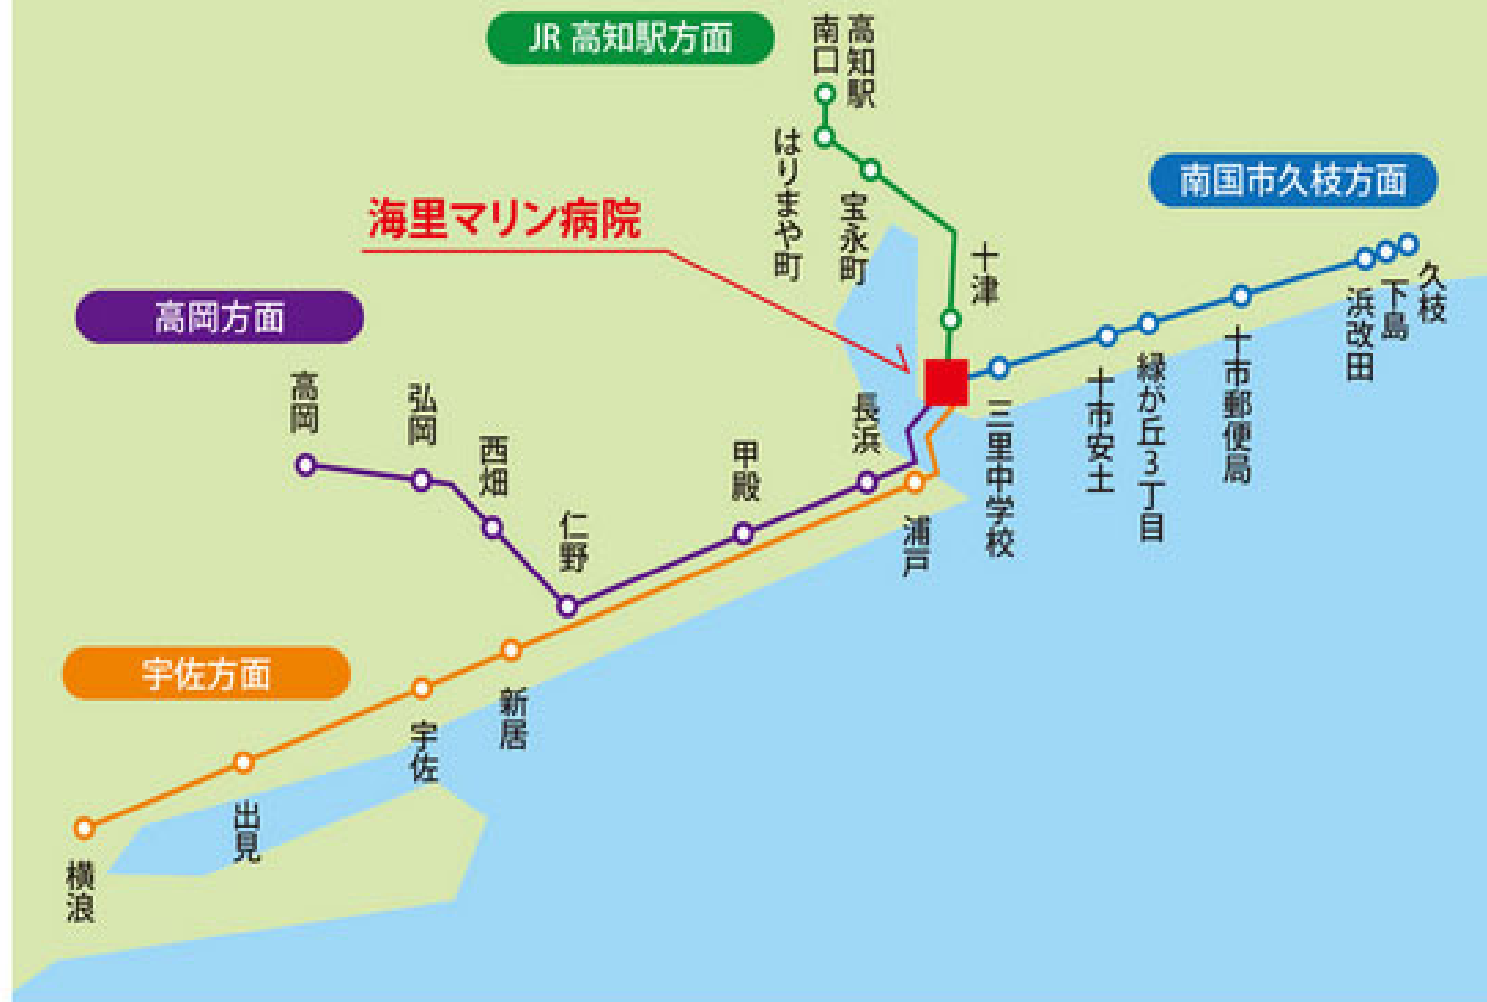 JR 高知駅方面
高知駅
南口
はりまや町
宝永町
十津
南国市久枝方面
久枝
下島
浜改田
十市郵便局
緑が丘3丁目
十市安土
三里中学校
海里マリン病院
高岡方面
高岡
弘岡
西畑
仁野
甲殿
長浜
浦戸
宇佐方面
新居
宇佐
出見
横浪